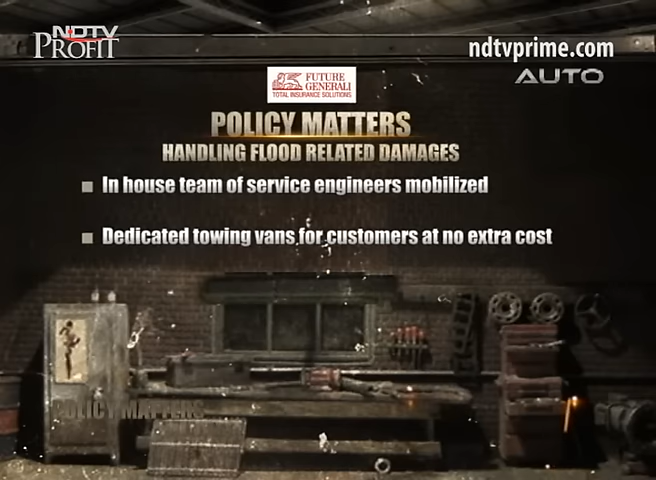 NDTV
PROFIT
ndtvprime.com
AUTO
FUTURE
GENERALI
TOTAL INSURANCE SOLUTIONS
POLICY MATTERS
HANDLING FLOOD RELATED DAMAGES
In house team of service engineers mobilized
Dedicated towing vans for customers at no extra cost
POLICY MATTERS